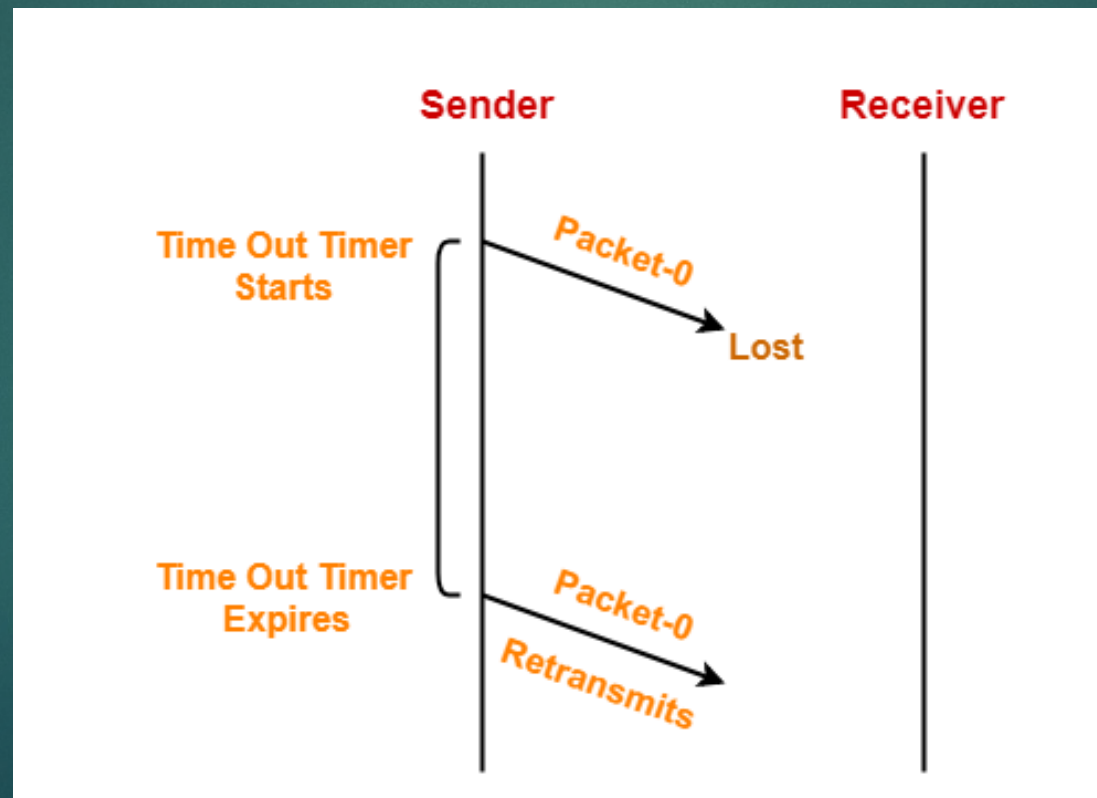 Sender
Receiver
Time Out Timer
Starts
Packet-0
Lost
Time Out Timer
Expires
Packet-0
Retransmits